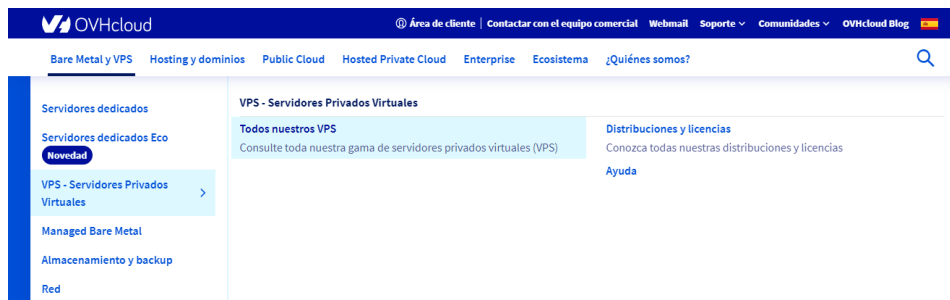 OVHcloud
Área de cliente | Contactar con el equipo comercial Webmail Soporte Comunidades OVHcloud Blog
Bare Metal y VPS Hosting y dominios Public Cloud Hosted Private Cloud Enterprise Ecosistema ¿Quiénes somos?
Servidores dedicados
Servidores dedicados Eco
Novedad
VPS - Servidores Privados
Virtuales
Managed Bare Metal
Almacenamiento y backup
Red
VPS - Servidores Privados Virtuales
Todos nuestros VPS
Consulte toda nuestra gama de servidores privados virtuales (VPS)
Distribuciones y licencias
Conozca todas nuestras distribuciones y licencias
Ayuda